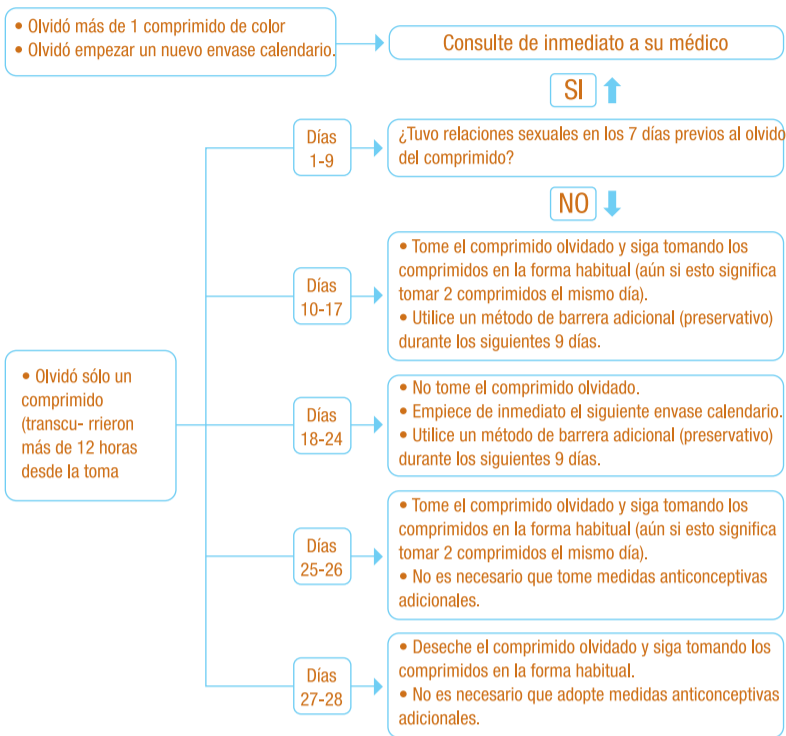 • Olvidó más de 1 comprimido de color
• Olvidó empezar un nuevo envase calendario.
Consulte de inmediato a su médico
SI
Días
1-9
¿Tuvo relaciones sexuales en los 7 días previos al olvido
del comprimido?
NO
Días
10-17
• Tome el comprimido olvidado y siga tomando los
comprimidos en la forma habitual (aún si esto significa
tomar 2 comprimidos el mismo día).
• Utilice un método de barrera adicional (preservativo)
durante los siguientes 9 días.
• Olvidó sólo un
comprimido
(transcu- rrieron
más de 12 horas
desde la toma
Días
18-24
• No tome el comprimido olvidado.
• Empiece de inmediato el siguiente envase calendario.
• Utilice un método de barrera adicional (preservativo)
durante los siguientes 9 días.
Días
25-26
• Tome el comprimido olvidado y siga tomando los
comprimidos en la forma habitual (aún si esto significa
tomar 2 comprimidos el mismo día).
• No es necesario que tome medidas anticonceptivas
adicionales.
Días
27-28
• Deseche el comprimido olvidado y siga tomando los
comprimidos en la forma habitual.
• No es necesario que adopte medidas anticonceptivas
adicionales.